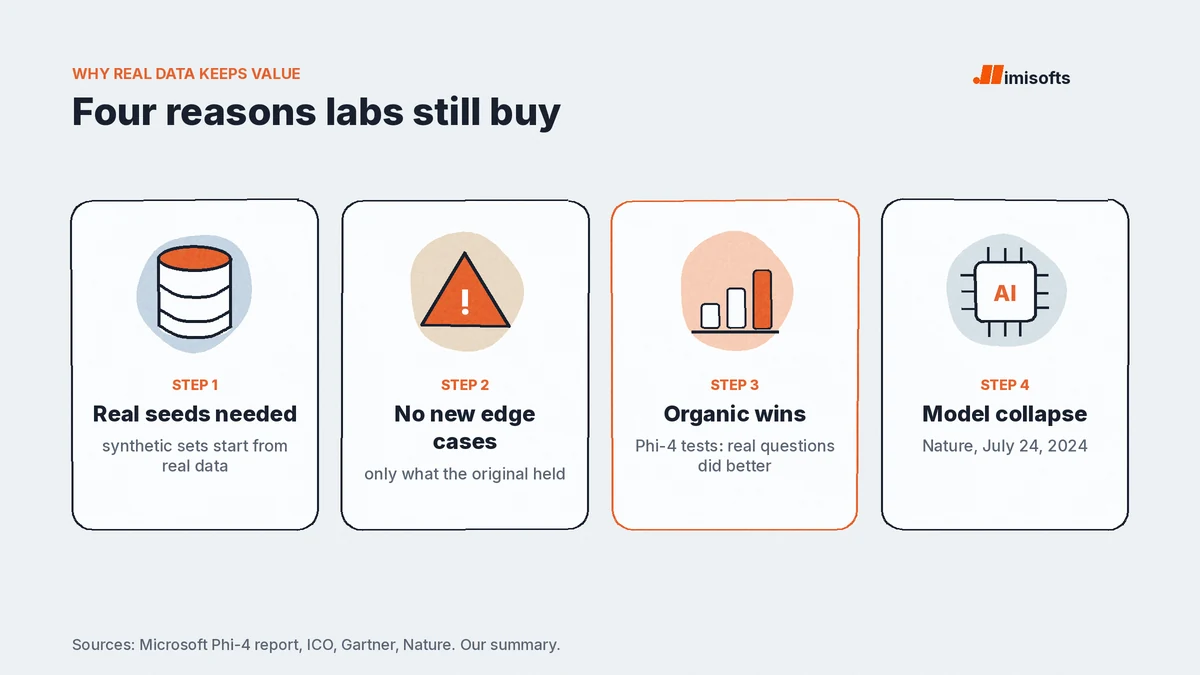 WHY REAL DATA KEEPS VALUE
Four reasons labs still buy
imisofts
STEP 1
Real seeds needed
synthetic sets start from
real data
STEP 2
No new edge
cases
only what the original held
STEP 3
Organic wins
Phi-4 tests: real questions
did better
AI
STEP 4
Model collapse
Nature, July 24, 2024
Sources: Microsoft Phi-4 report, ICO, Gartner, Nature. Our summary.